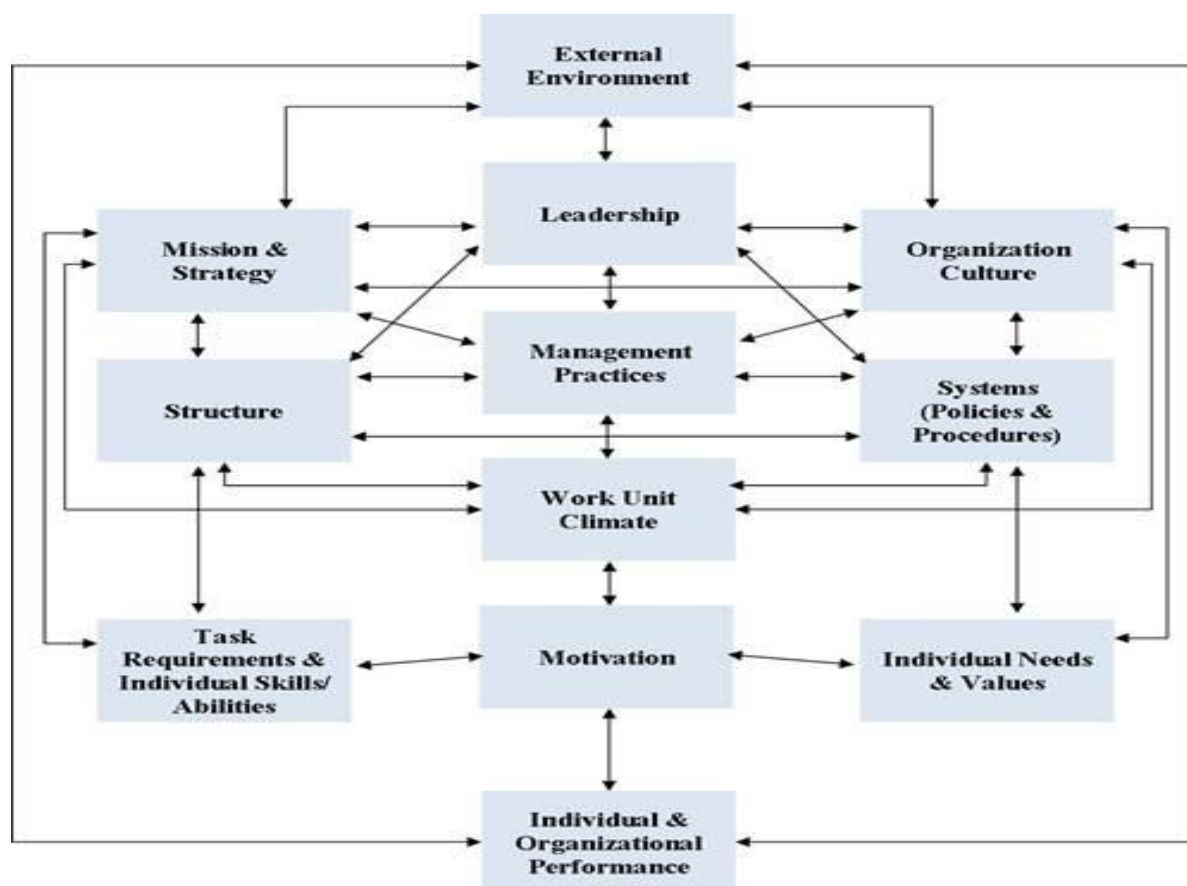 External
Environment
Leadership
Mission &
Strategy
Organization
Culture
Management
Practices
Structure
Systems
(Policies &
Procedures)
Work Unit
Climate
Task
Requirements &
Individual Skills/
Abilities
Motivation
Individual Needs
& Values
Individual &
Organizational
Performance